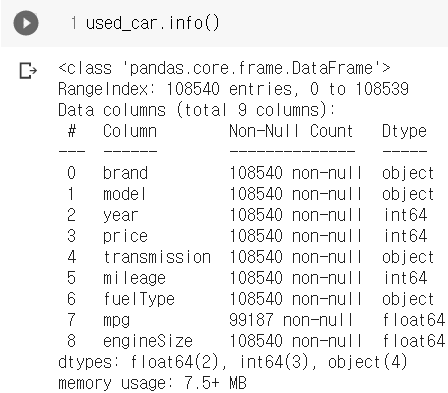 1 used_car.info()
<class 'pandas.core.frame.DataFrame'>
RangeIndex: 108540 entries, 0 to 108539
Data columns (total 9 columns):
 #   Column        Non-Null Count   Dtype
---  ------        --------------   -----
 0   brand         108540 non-null  object
 1   model         108540 non-null  object
 2   year          108540 non-null  int64
 3   price         108540 non-null  int64
 4   transmission  108540 non-null  object
 5   mileage       108540 non-null  int64
 6   fuelType      108540 non-null  object
 7   mpg           99187 non-null   float64
 8   engineSize    108540 non-null  float64
dtypes: float64(2), int64(3), object(4)
memory usage: 7.5+ MB